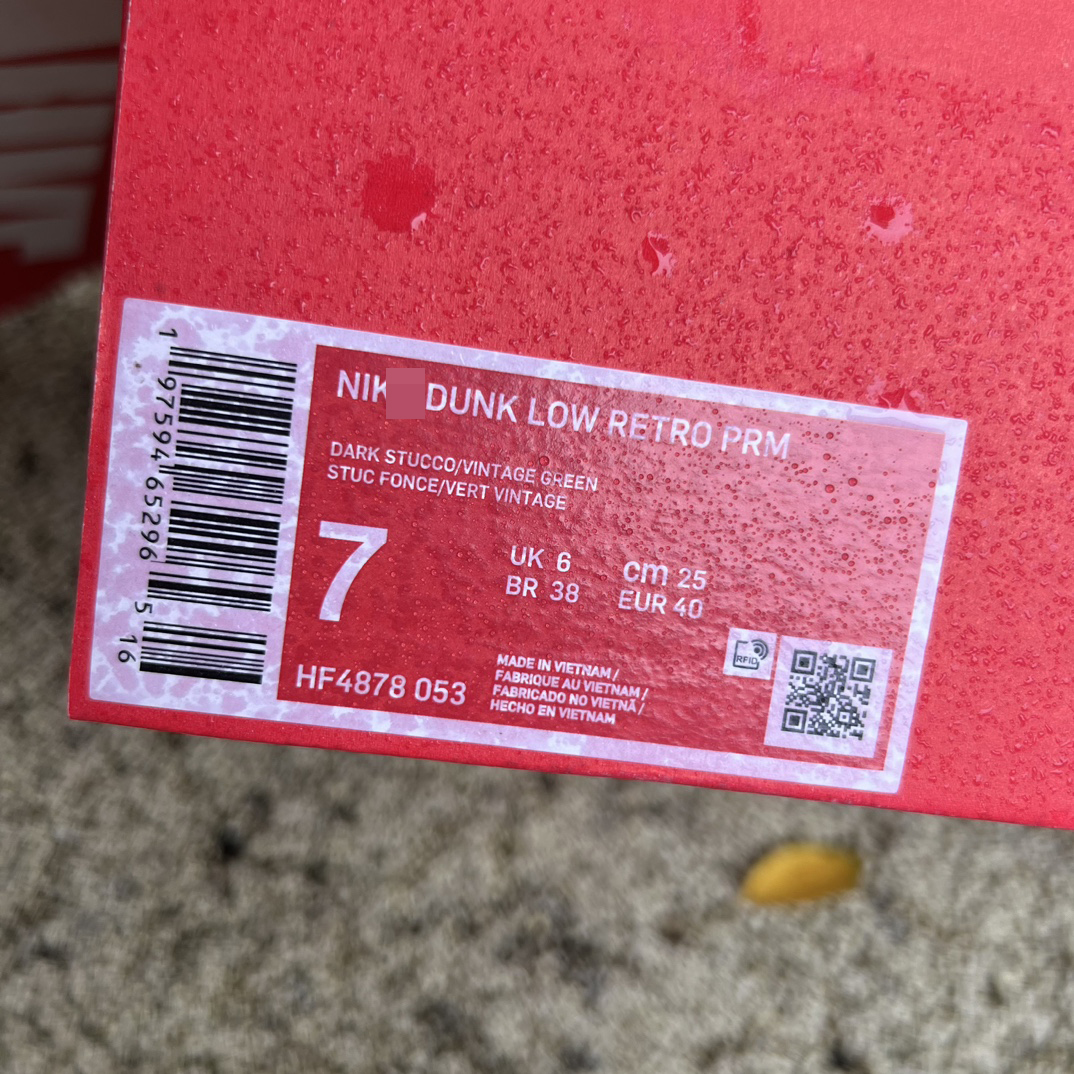 NIK DUNK LOW RETRO PRM
DARK STUCCO/VINTAGE GREEN
STUC FONCE/VERT VINTAGE
7
UK 6 cm 25
BR 38 EUR 40
HF4878 053
MADE IN VIETNAM /
FABRIQUE AU VIETNAM /
FABRICADO NO VIETNÃ /
HECHO EN VIETNAM
RFID
1 97594 65296 5 16